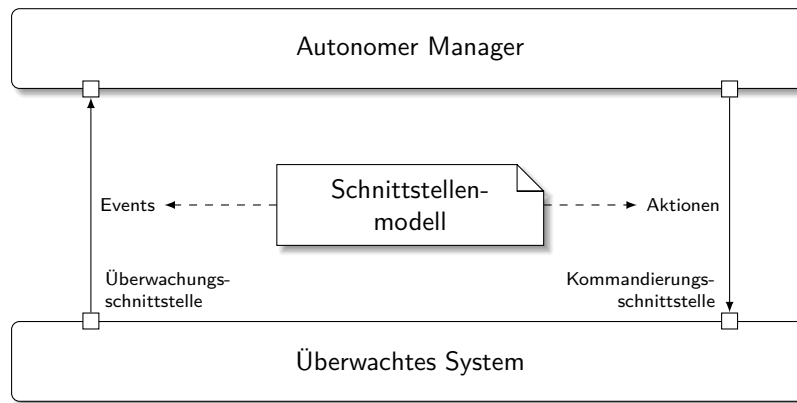 Autonomer Manager
Schnittstellen-
modell
Events
Aktionen
Überwachungs-
schnittstelle
Kommandierungs-
schnittstelle
Überwachtes System